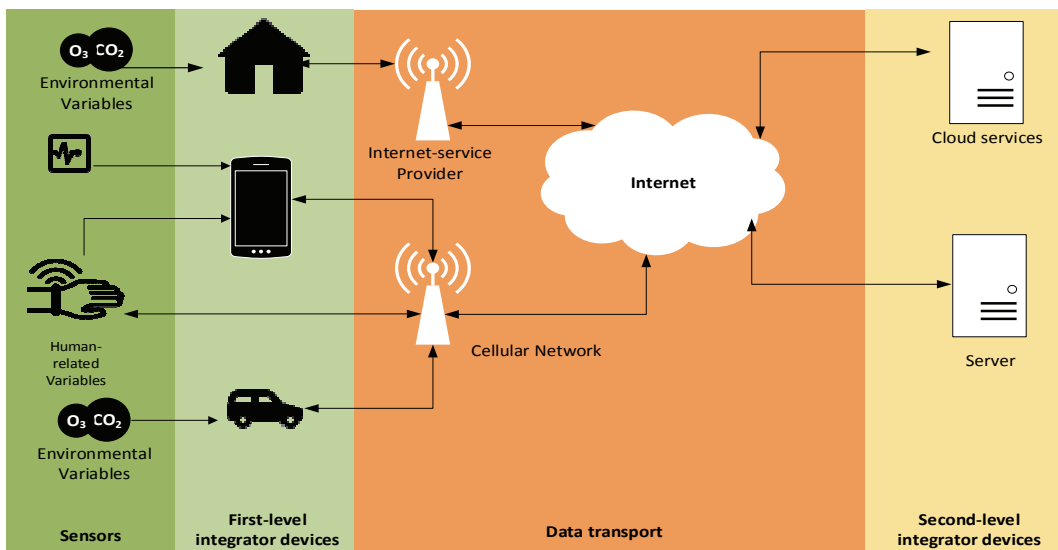 O3 CO2
Environmental
Variables
Human-
related Variables
O3 CO2
Environmental
Variables
Sensors
First-level
integrator devices
Internet-service
Provider
Internet
Cellular Network
Data transport
Cloud services
Server
Second-level
integrator devices